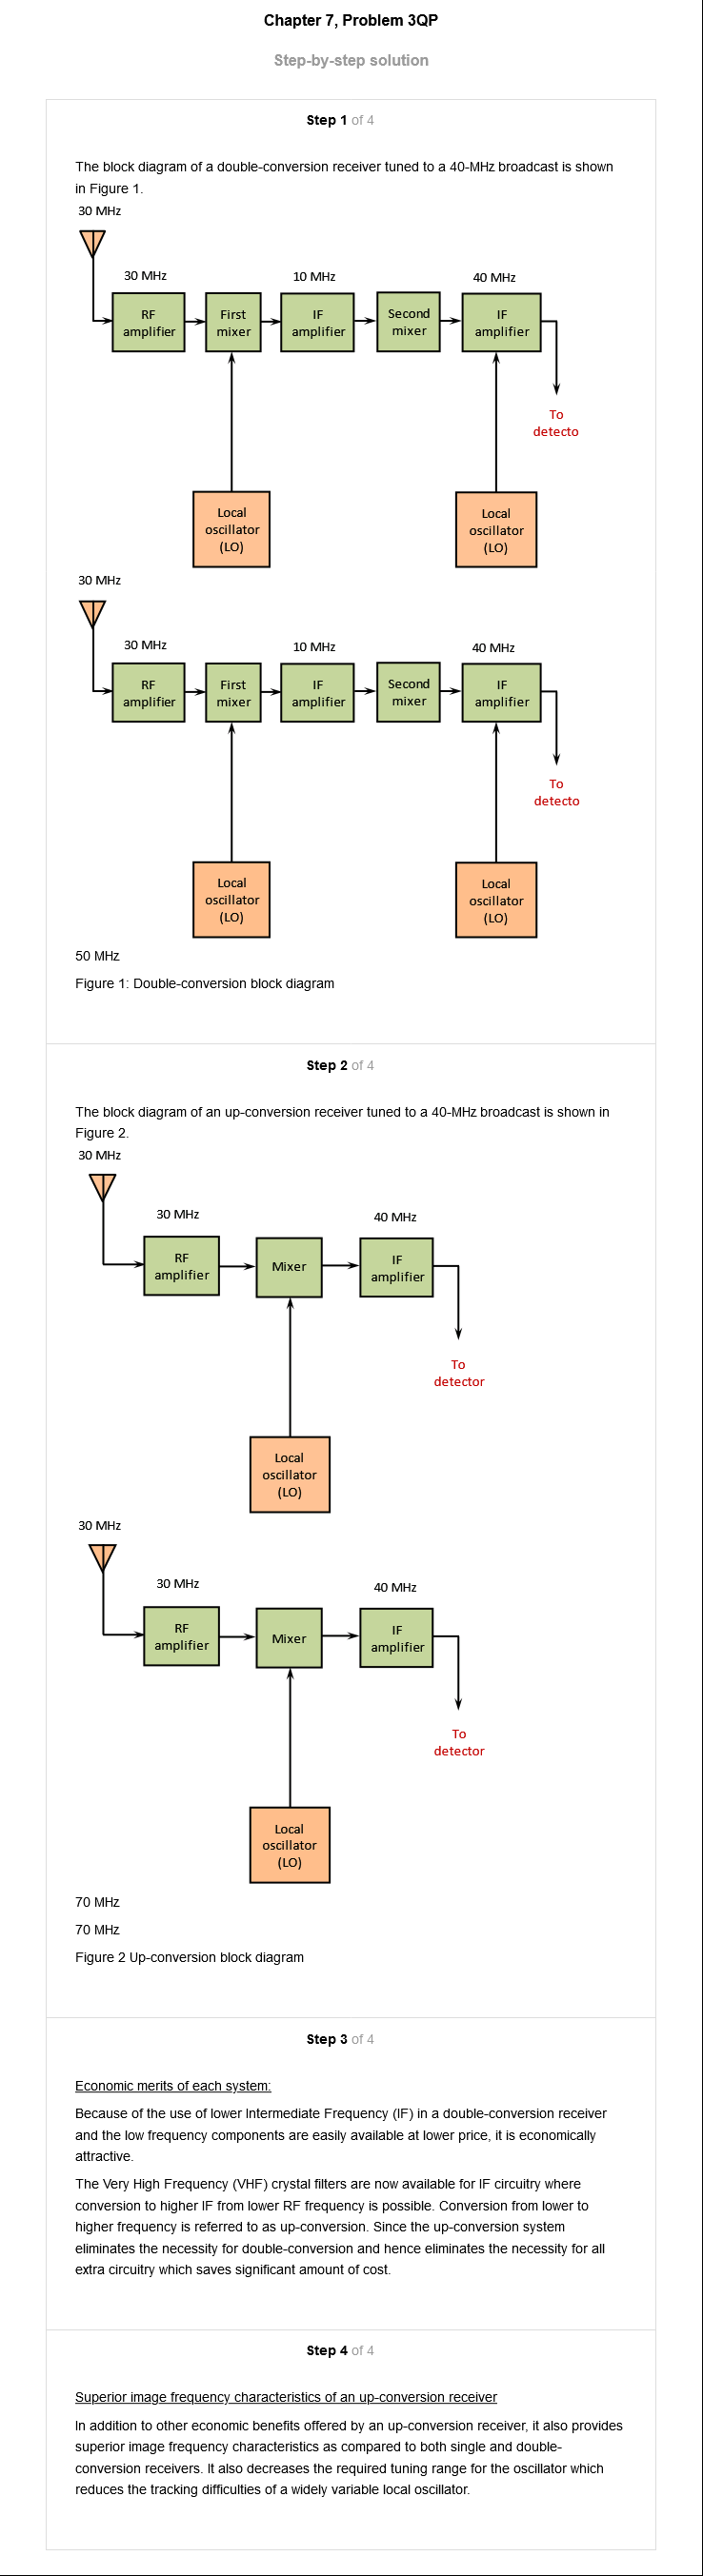 Chapter 7, Problem 3QP
Step-by-step solution
Step 1 of 4
The block diagram of a double-conversion receiver tuned to a 40-MHz broadcast is shown
in Figure 1.
30 MHz
30 MHz
10 MHz
40 MHz
RF
amplifier
First
mixer
IF
amplifier
Second
mixer
IF
amplifier
To
detecto
Local
oscillator
(LO)
Local
oscillator
(LO)
30 MHz
30 MHz
10 MHz
40 MHz
RF
amplifier
First
mixer
IF
amplifier
Second
mixer
IF
amplifier
To
detecto
Local
oscillator
(LO)
Local
oscillator
(LO)
50 MHz
Figure 1: Double-conversion block diagram
Step 2 of 4
The block diagram of an up-conversion receiver tuned to a 40-MHz broadcast is shown in
Figure 2.
30 MHz
30 MHz
40 MHz
RF
amplifier
Mixer
IF
amplifier
To
detector
Local
oscillator
(LO)
30 MHz
30 MHz
40 MHz
RF
amplifier
Mixer
IF
amplifier
To
detector
Local
oscillator
(LO)
70 MHz
70 MHz
Figure 2 Up-conversion block diagram
Step 3 of 4
Economic merits of each system:
Because of the use of lower Intermediate Frequency (IF) in a double-conversion receiver
and the low frequency components are easily available at lower price, it is economically
attractive.
The Very High Frequency (VHF) crystal filters are now available for IF circuitry where
conversion to higher IF from lower RF frequency is possible. Conversion from lower to
higher frequency is referred to as up-conversion. Since the up-conversion system
eliminates the necessity for double-conversion and hence eliminates the necessity for all
extra circuitry which saves significant amount of cost.
Step 4 of 4
Superior image frequency characteristics of an up-conversion receiver
In addition to other economic benefits offered by an up-conversion receiver, it also provides
superior image frequency characteristics as compared to both single and double-
conversion receivers. It also decreases the required tuning range for the oscillator which
reduces the tracking difficulties of a widely variable local oscillator.